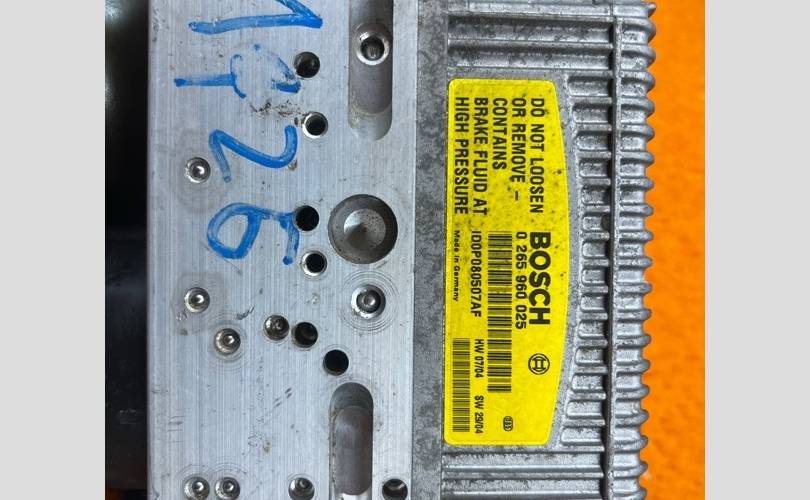 DO NOT LOOSEN
OR REMOVE -
CONTAINS
BRAKE FLUID AT
HIGH PRESSURE
BOSCH
0 265 960 025
ID0P080507AF
Made in Germany
HW 07/04 SW 29/04